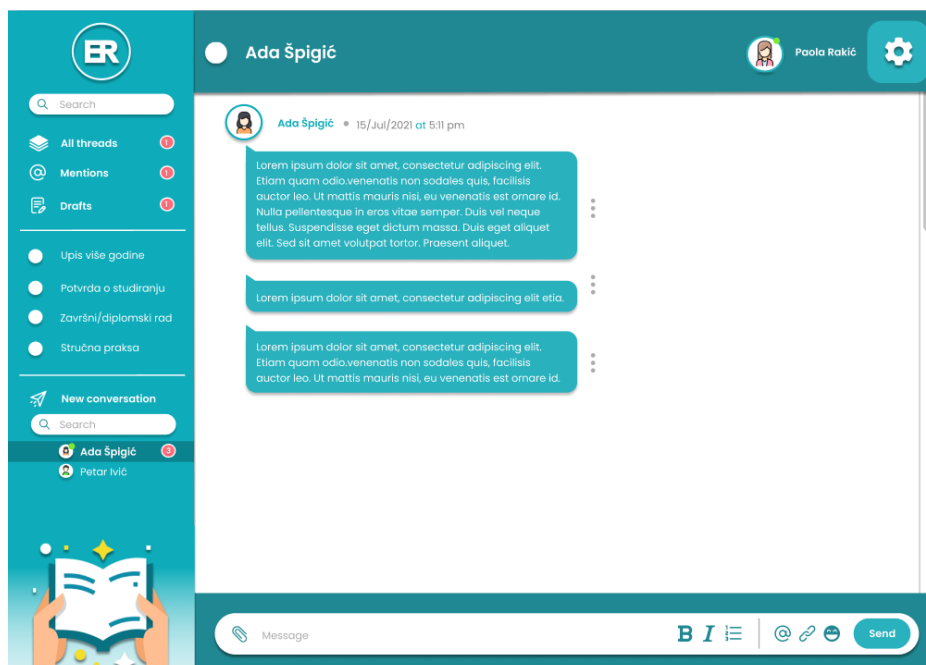 ER
Search
All threads 1
Mentions 1
Drafts 1
Upis više godine
Potvrda o studiranju
Završni/diplomski rad
Stručna praksa
New conversation
Search
Ada Špigić 3
Petar Ivić
Ada Špigić
Paola Rakić
Ada Špigić 15/Jul/2021 at 5:11 pm
Lorem ipsum dolor sit amet, consectetur adipiscing elit.
Etiam quam odio.venenatis non sodales quis, facilisis
auctor leo. Ut mattis mauris nisi, eu venenatis est ornare id.
Nulla pellentesque in eros vitae semper. Duis vel neque
tellus. Suspendisse eget dictum massa. Duis eget aliquet
elit. Sed sit amet volutpat tortor. Praesent aliquet.
Lorem ipsum dolor sit amet, consectetur adipiscing elit etia.
Lorem ipsum dolor sit amet, consectetur adipiscing elit.
Etiam quam odio.venenatis non sodales quis, facilisis
auctor leo. Ut mattis mauris nisi, eu venenatis est ornare id.
Message
B I
Send